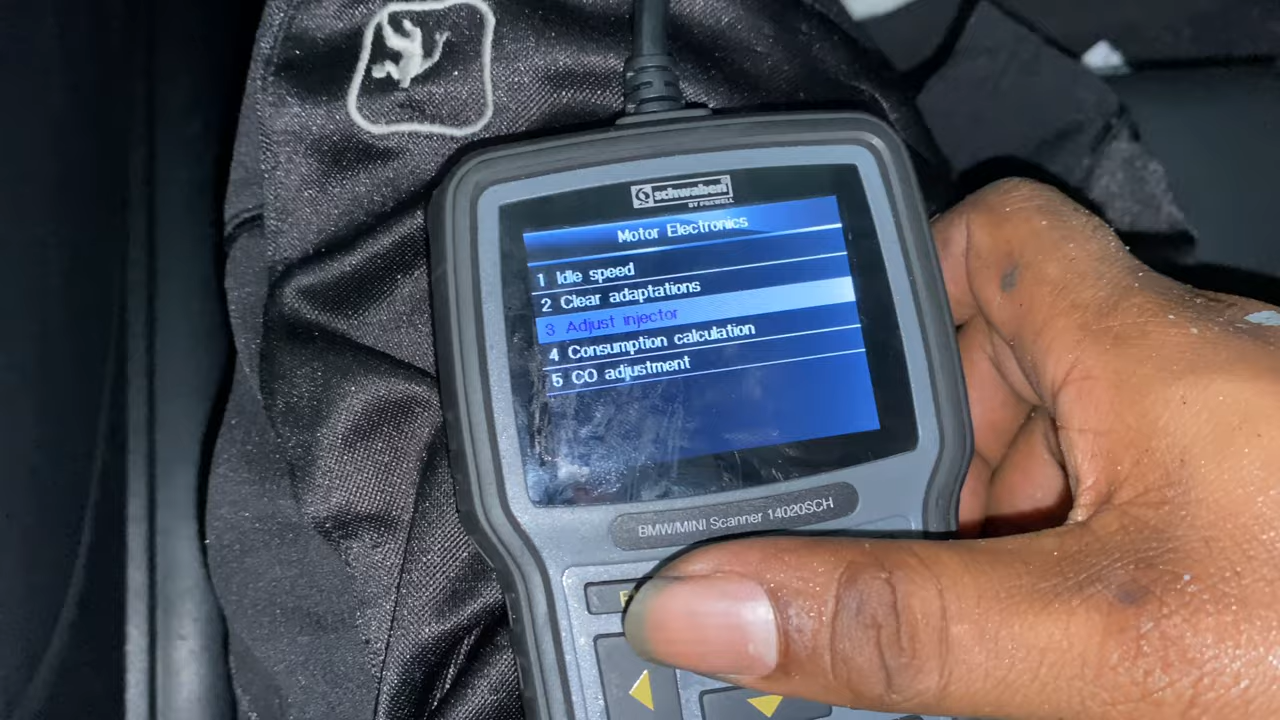 schwaben
BY FOXWELL
Motor Electronics
1 Idle speed
2 Clear adaptations
3 Adjust injector
4 Consumption calculation
5 CO adjustment
BMW/MINI Scanner 14020SCH